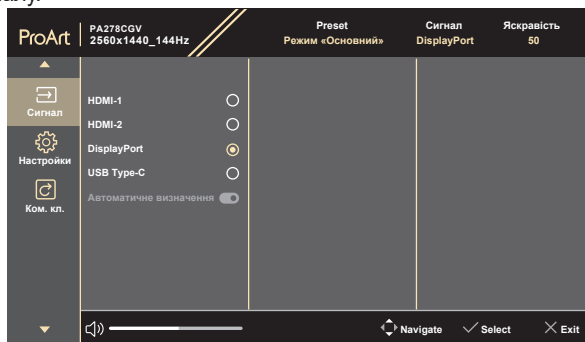 ProArt
PA278CGV
2560x1440_144Hz
Preset
Режим «Основний»
Сигнал
DisplayPort
Яскравість
50
Сигнал
Настройки
Ком. кл.
HDMI-1
HDMI-2
DisplayPort
USB Type-C
Автоматичне визначення
Navigate
Select
Exit